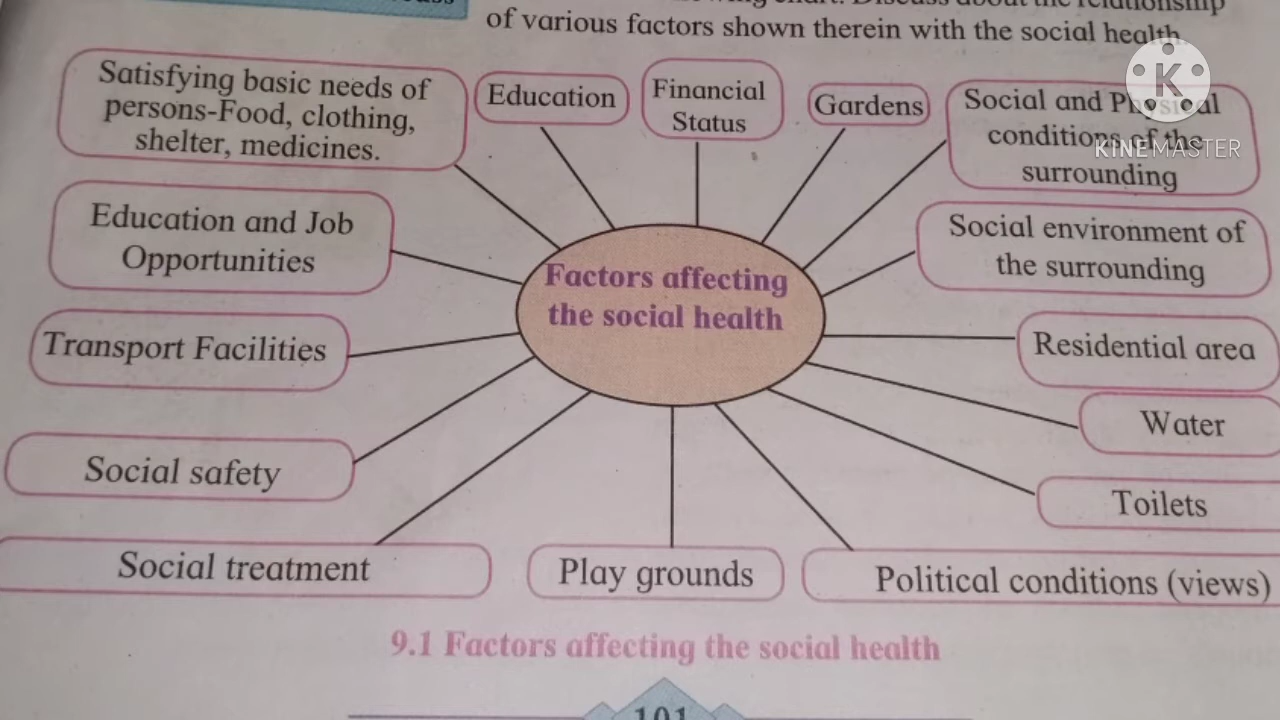 of various factors shown therein with the social health.
Satisfying basic needs of
persons-Food, clothing,
shelter, medicines.
Education
Financial
Status
Gardens
Social and Physical
conditions of the
surrounding
K
KINEMASTER
Education and Job
Opportunities
Social environment of
the surrounding
Factors affecting
the social health
Transport Facilities
Residential area
Water
Social safety
Toilets
Social treatment
Play grounds
Political conditions (views)
9.1 Factors affecting the social health
101